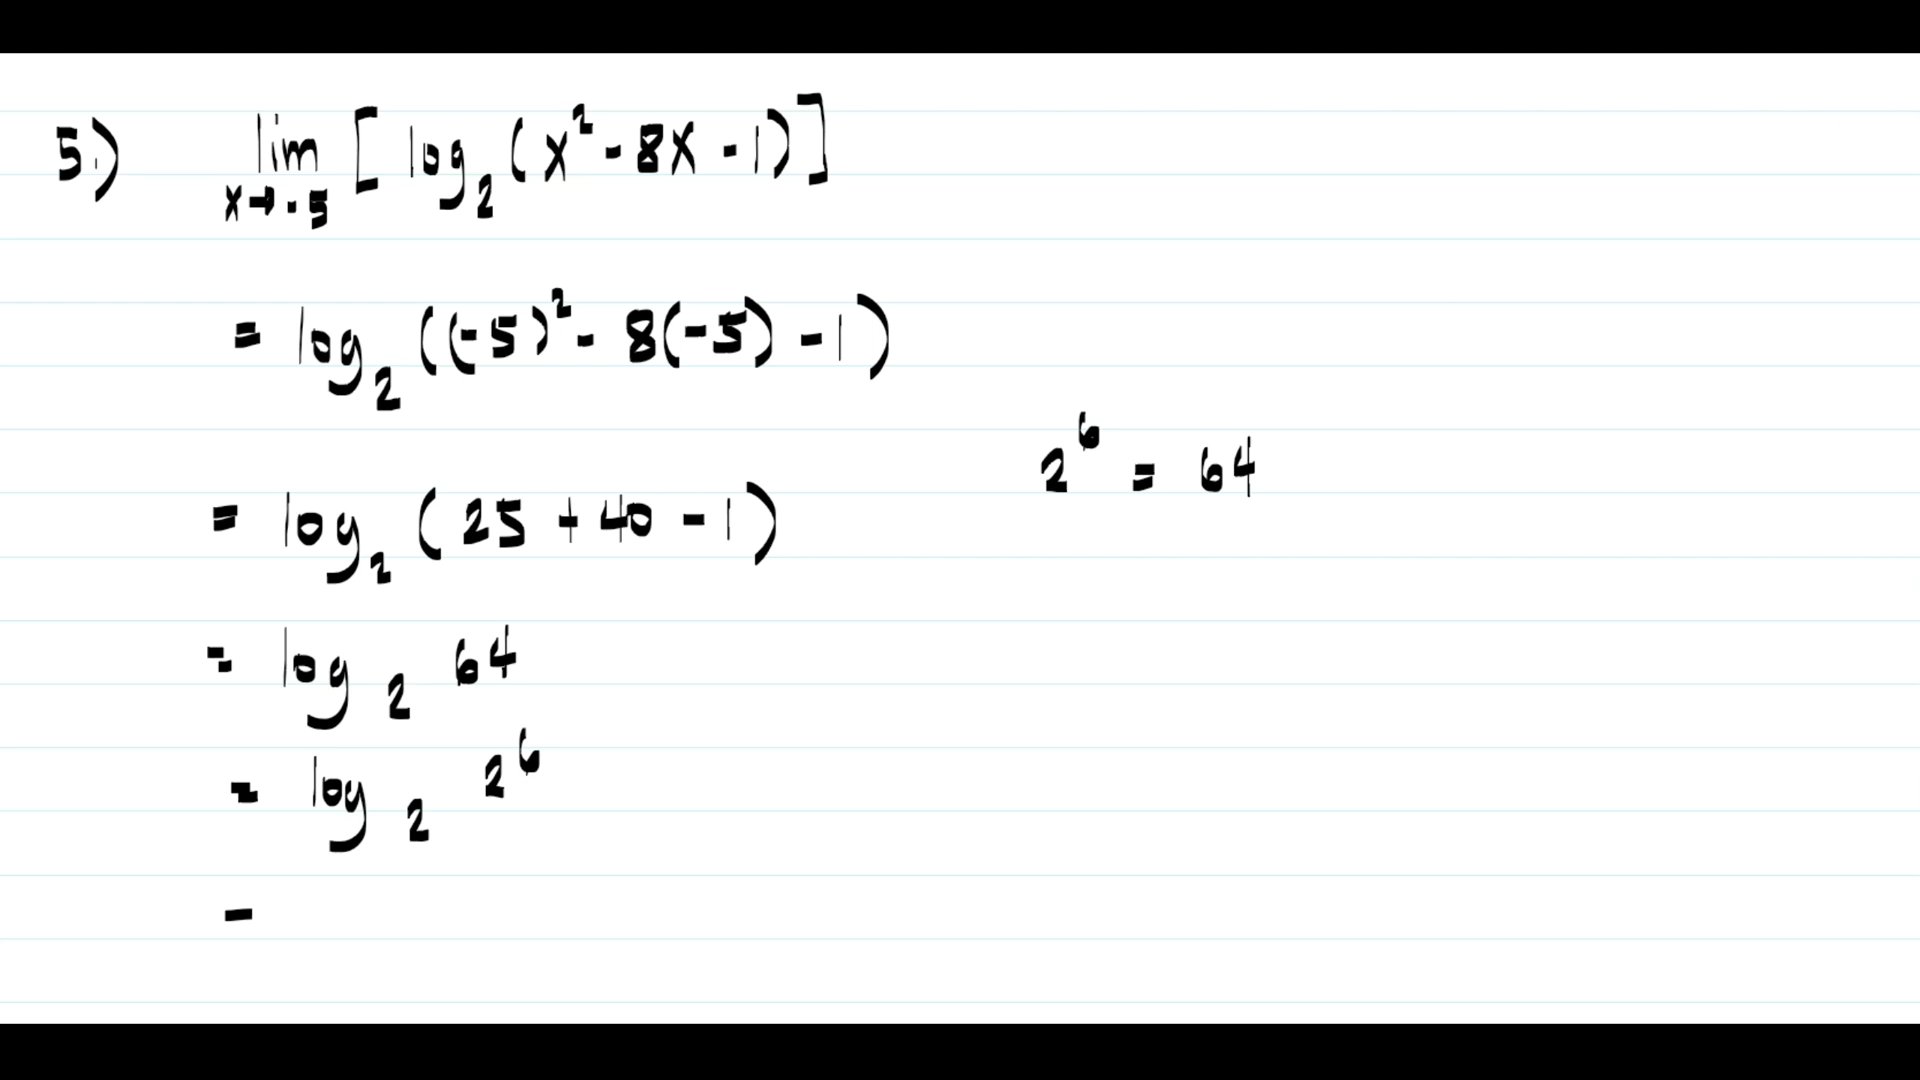 5.) lim x→-5 [log₂(x² - 8x - 1)]
= log₂((-5)² - 8(-5) - 1)
2⁶ = 64
= log₂(25 + 40 - 1)
= log₂ 64
= log₂ 2⁶
-